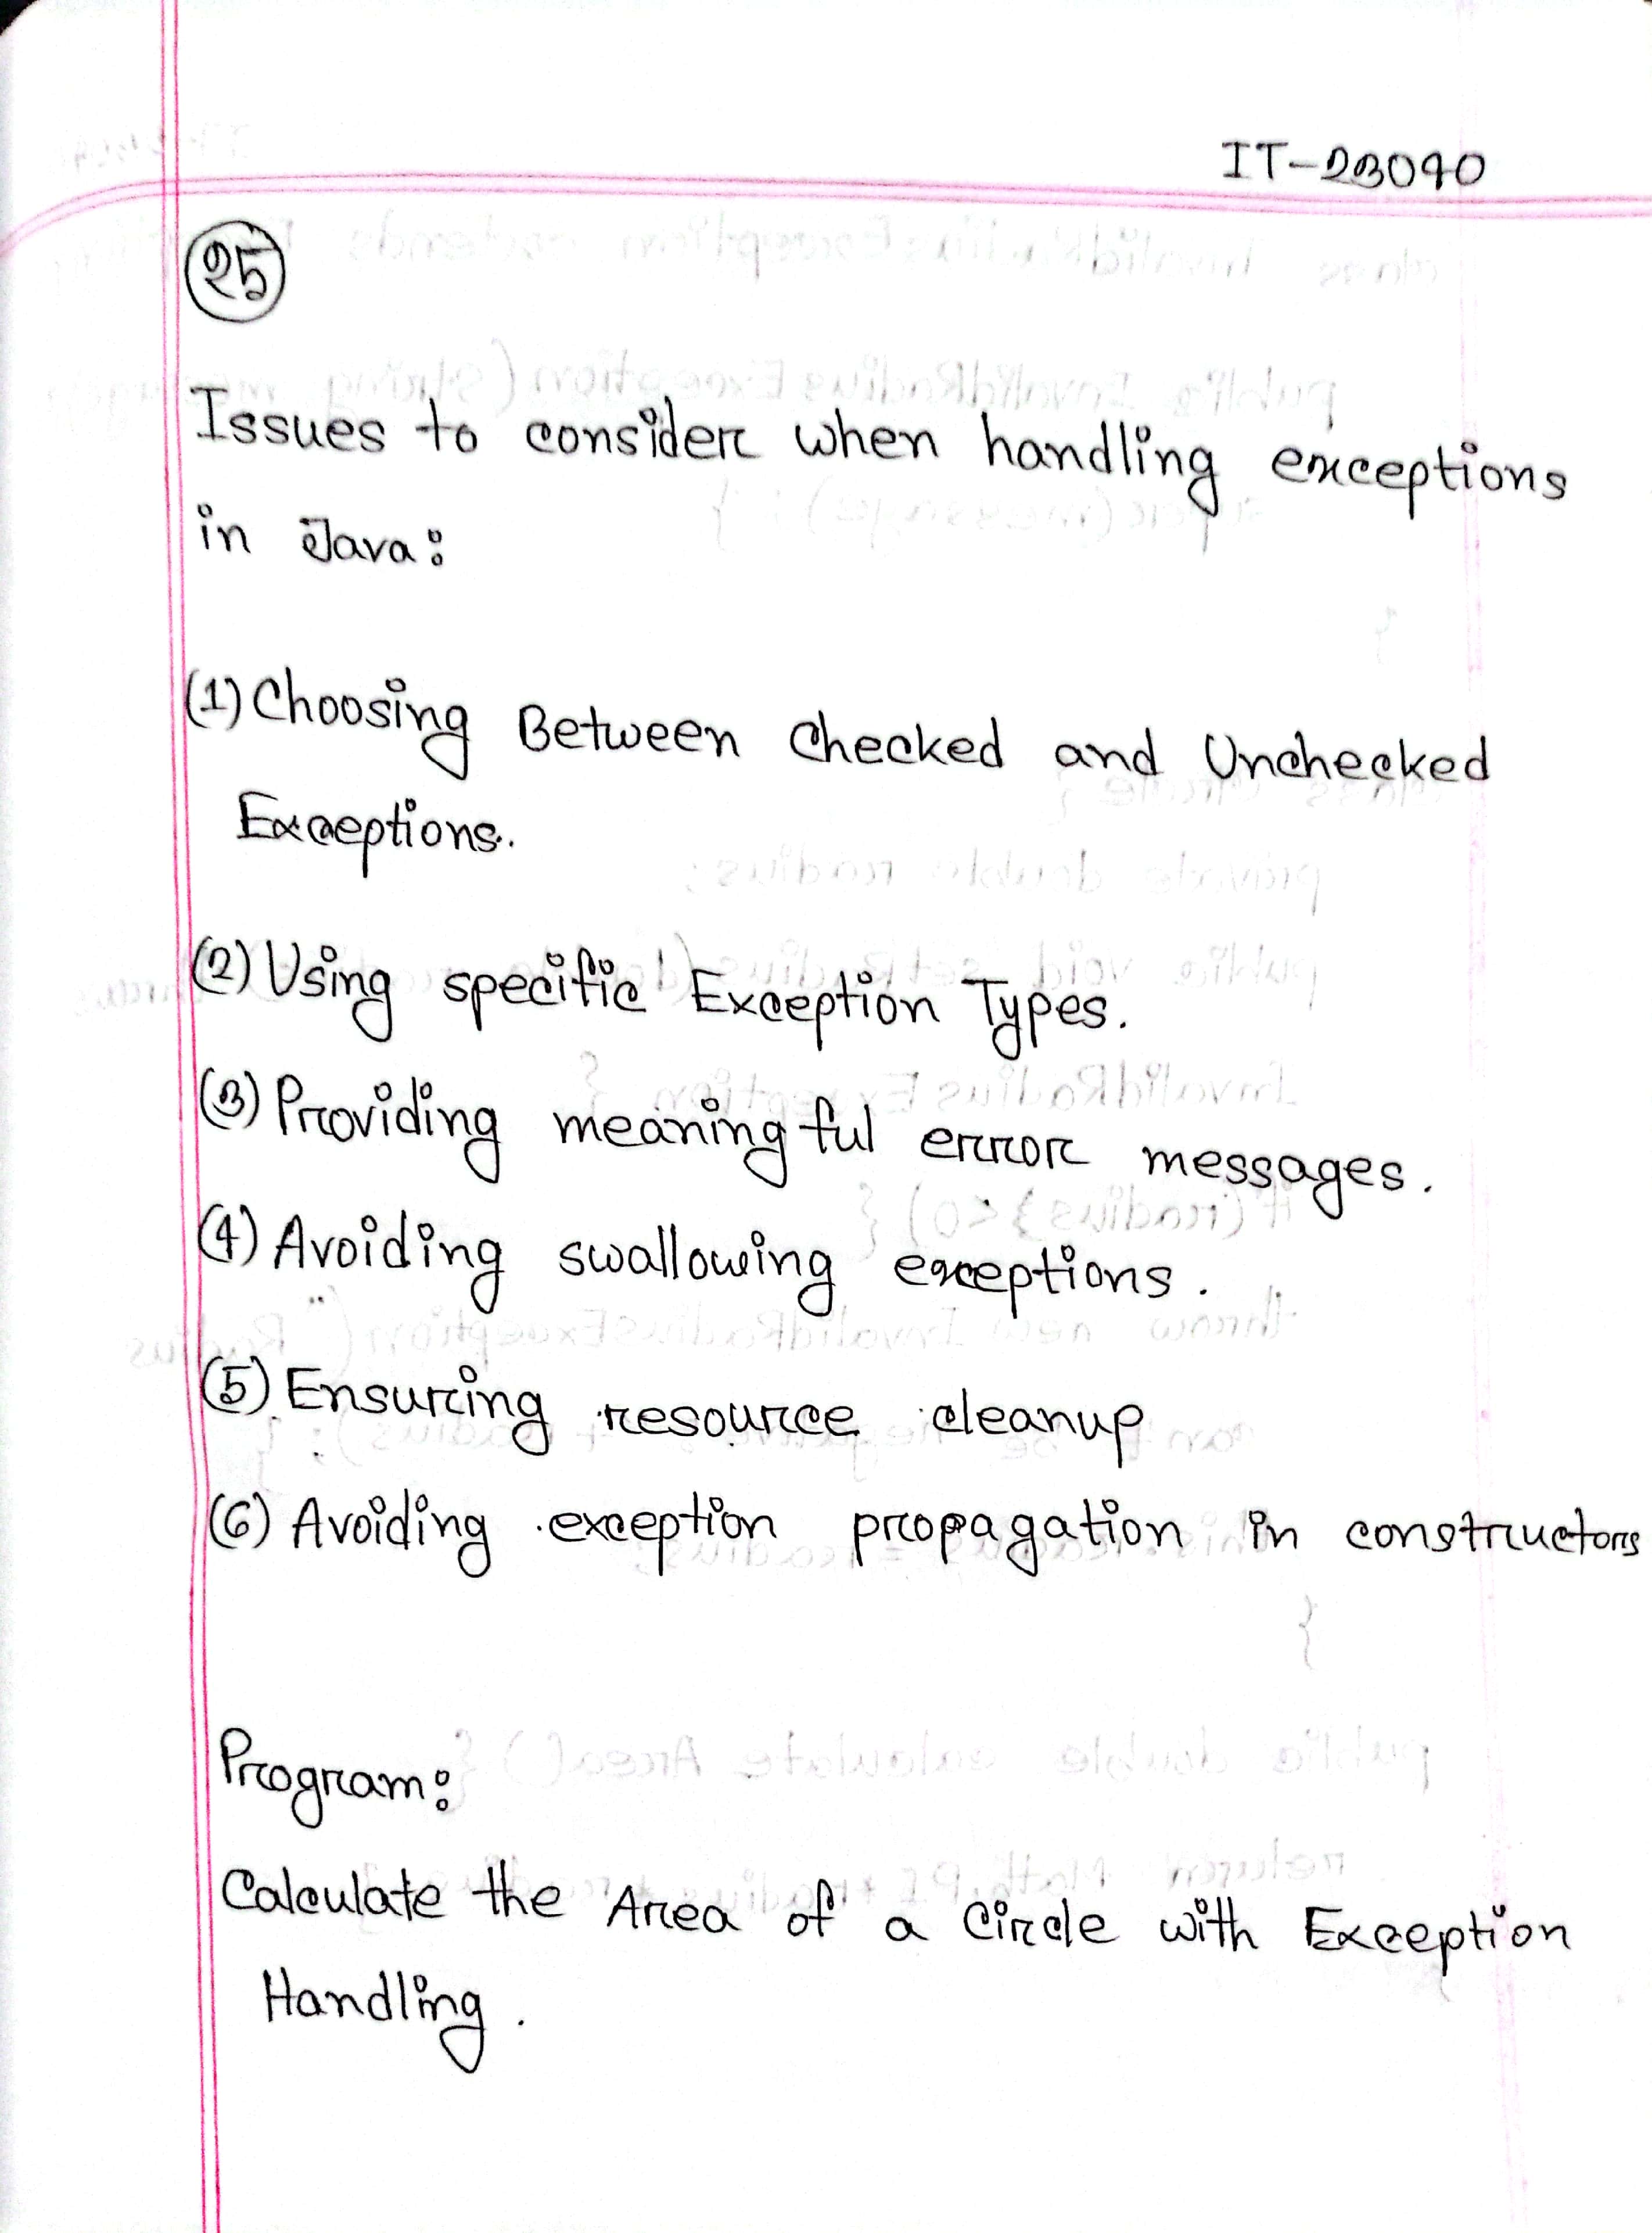 IT-23090
25
Issues to consider when handling exceptions
in Java:
(1) Choosing Between Checked and Unchecked
Exceptions.
(2) Using specific Exception Types.
(3) Providing meaningful error messages.
(4) Avoiding swallowing exceptions.
(5) Ensuring resource cleanup
(6) Avoiding exception propagation in constructors
Program:
Calculate the Area of a Circle with Exception
Handling.